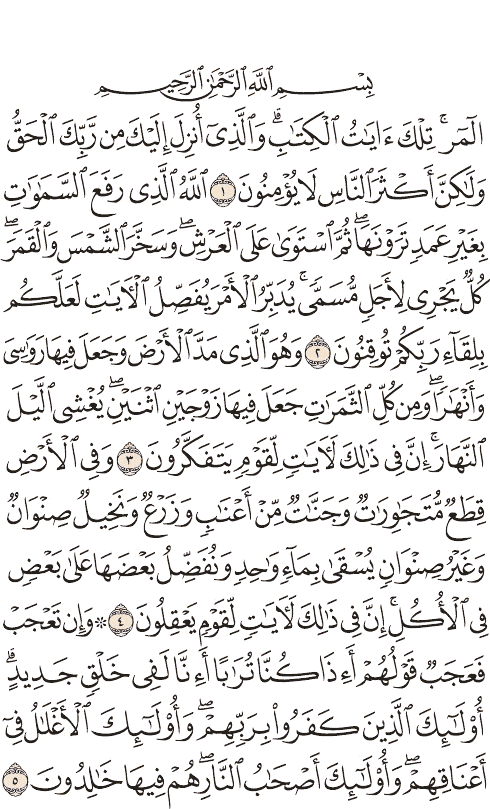 بِسْمِ ٱللَّهِ ٱلرَّحْمَٰنِ ٱلرَّحِيمِ
الٓمٓرۚ تِلْكَ ءَايَٰتُ ٱلْكِتَٰبِۗ وَٱلَّذِىٓ أُنزِلَ إِلَيْكَ مِن رَّبِّكَ ٱلْحَقُّ
وَلَٰكِنَّ أَكْثَرَ ٱلنَّاسِ لَا يُؤْمِنُونَ ١ ٱللَّهُ ٱلَّذِى رَفَعَ ٱلسَّمَٰوَٰتِ
بِغَيْرِ عَمَدٍ تَرَوْنَهَاۖ ثُمَّ ٱسْتَوَىٰ عَلَى ٱلْعَرْشِۖ وَسَخَّرَ ٱلشَّمْسَ وَٱلْقَمَرَۖ
كُلٌّ يَجْرِى لِأَجَلٍ مُّسَمًّىۚ يُدَبِّرُ ٱلْأَمْرَ يُفَصِّلُ ٱلْءَايَٰتِ لَعَلَّكُم
بِلِقَآءِ رَبِّكُمْ تُوقِنُونَ ٢ وَهُوَ ٱلَّذِى مَدَّ ٱلْأَرْضَ وَجَعَلَ فِيهَا رَوَٰسِىَ
وَأَنْهَٰرًاۖ وَمِن كُلِّ ٱلثَّمَرَٰتِ جَعَلَ فِيهَا زَوْجَيْنِ ٱثْنَيْنِۖ يُغْشِى ٱلَّيْلَ
ٱلنَّهَارَۚ إِنَّ فِى ذَٰلِكَ لَءَايَٰتٍ لِّقَوْمٍ يَتَفَكَّرُونَ ٣ وَفِى ٱلْأَرْضِ
قِطَعٌ مُّتَجَٰوِرَٰتٌ وَجَنَّٰتٌ مِّنْ أَعْنَٰبٍ وَزَرْعٌ وَنَخِيلٌ صِنْوَانٌ
وَغَيْرُ صِنْوَانٍ يُسْقَىٰ بِمَآءٍ وَٰحِدٍ وَنُفَضِّلُ بَعْضَهَا عَلَىٰ بَعْضٍ
فِى ٱلْأُكُلِۚ إِنَّ فِى ذَٰلِكَ لَءَايَٰتٍ لِّقَوْمٍ يَعْقِلُونَ ٤ ۞ وَإِن تَعْجَبْ
فَعَجَبٌ قَوْلُهُمْ أَءِذَا كُنَّا تُرَٰبًا أَءِنَّا لَفِى خَلْقٍ جَدِيدٍۗ
أُو۟لَٰٓئِكَ ٱلَّذِينَ كَفَرُوا۟ بِرَبِّهِمْۖ وَأُو۟لَٰٓئِكَ ٱلْأَغْلَٰلُ فِىٓ
أَعْنَاقِهِمْۖ وَأُو۟لَٰٓئِكَ أَصْحَٰبُ ٱلنَّارِۖ هُمْ فِيهَا خَٰلِدُونَ ٥